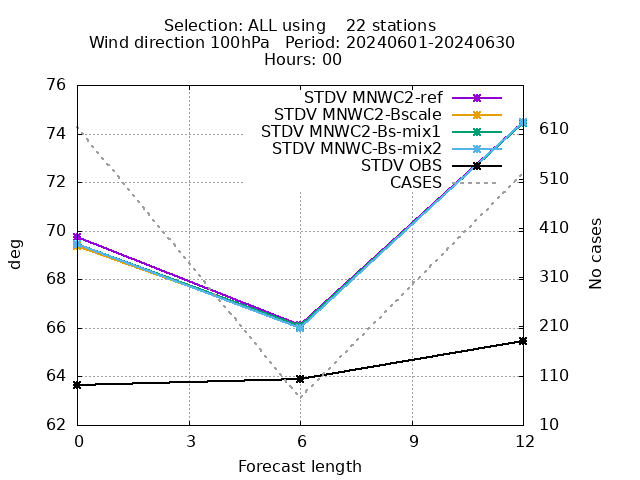 Selection: ALL using    22 stations
Wind direction 100hPa   Period: 20240601-20240630
Hours: 00
STDV MNWC2-ref
STDV MNWC2-Bscale
STDV MNWC2-Bs-mix1
STDV MNWC-Bs-mix2
STDV OBS
CASES
76
74
72
70
68
66
64
62
deg
610
510
410
310
210
110
10
No cases
0 3 6 9 12
Forecast length